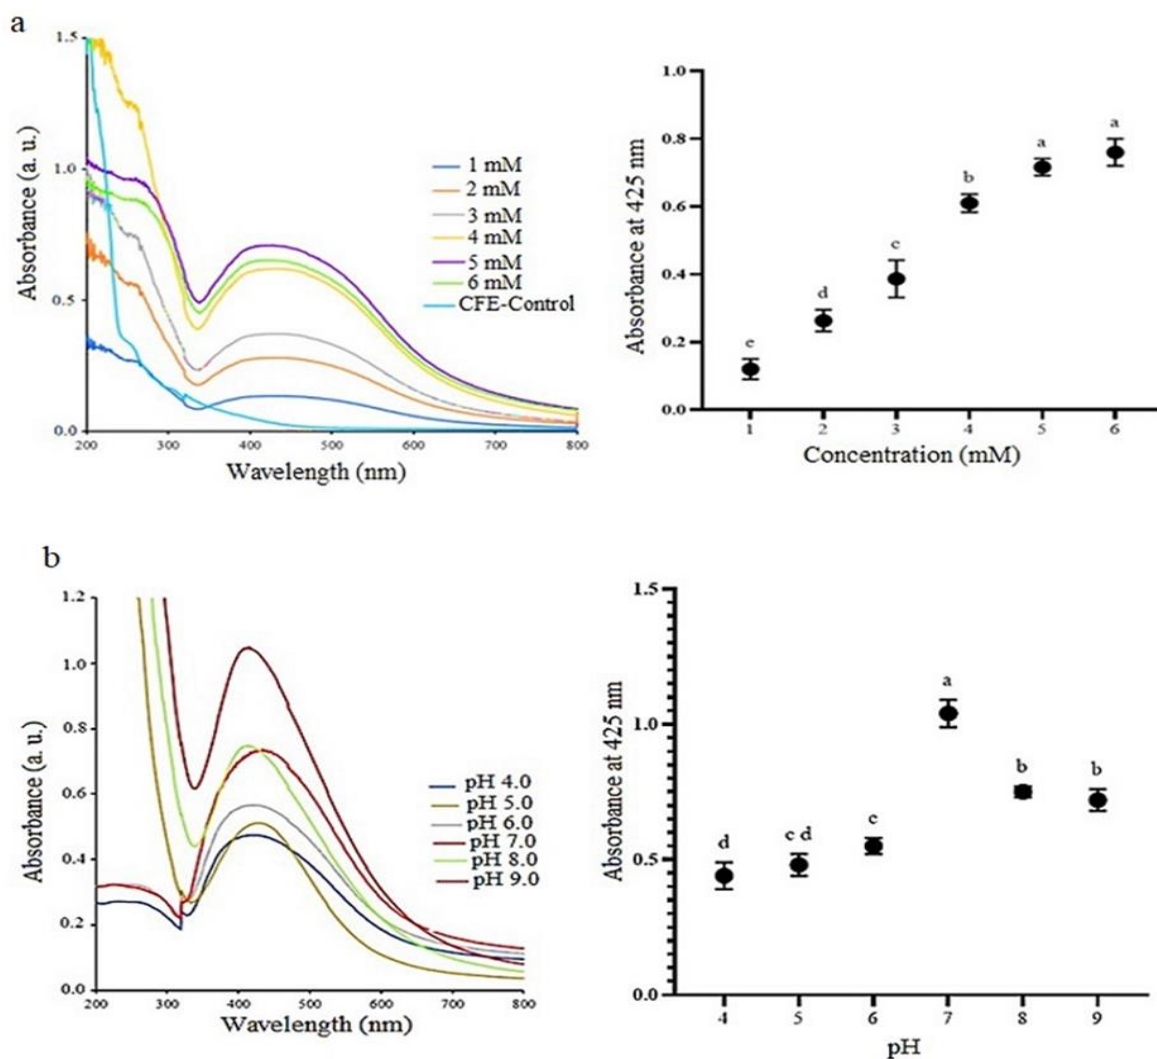 a
1.5
1.0
0.5
0.0
200 300 400 500 600 700 800
Absorbance (a. u.)
Wavelength (nm)
1 mM
2 mM
3 mM
4 mM
5 mM
6 mM
CFE-Control
1.0
0.8
0.6
0.4
0.2
0.0
Absorbance at 425 nm
e
d
c
b
a
a
1 2 3 4 5 6
Concentration (mM)
b
1.2
1.0
0.8
0.6
0.4
0.2
0.0
200 300 400 500 600 700 800
Absorbance (a. u.)
Wavelength (nm)
pH 4.0
pH 5.0
pH 6.0
pH 7.0
pH 8.0
pH 9.0
1.5
1.0
0.5
0.0
Absorbance at 425 nm
d
c d
c
a
b
b
4 5 6 7 8 9
pH